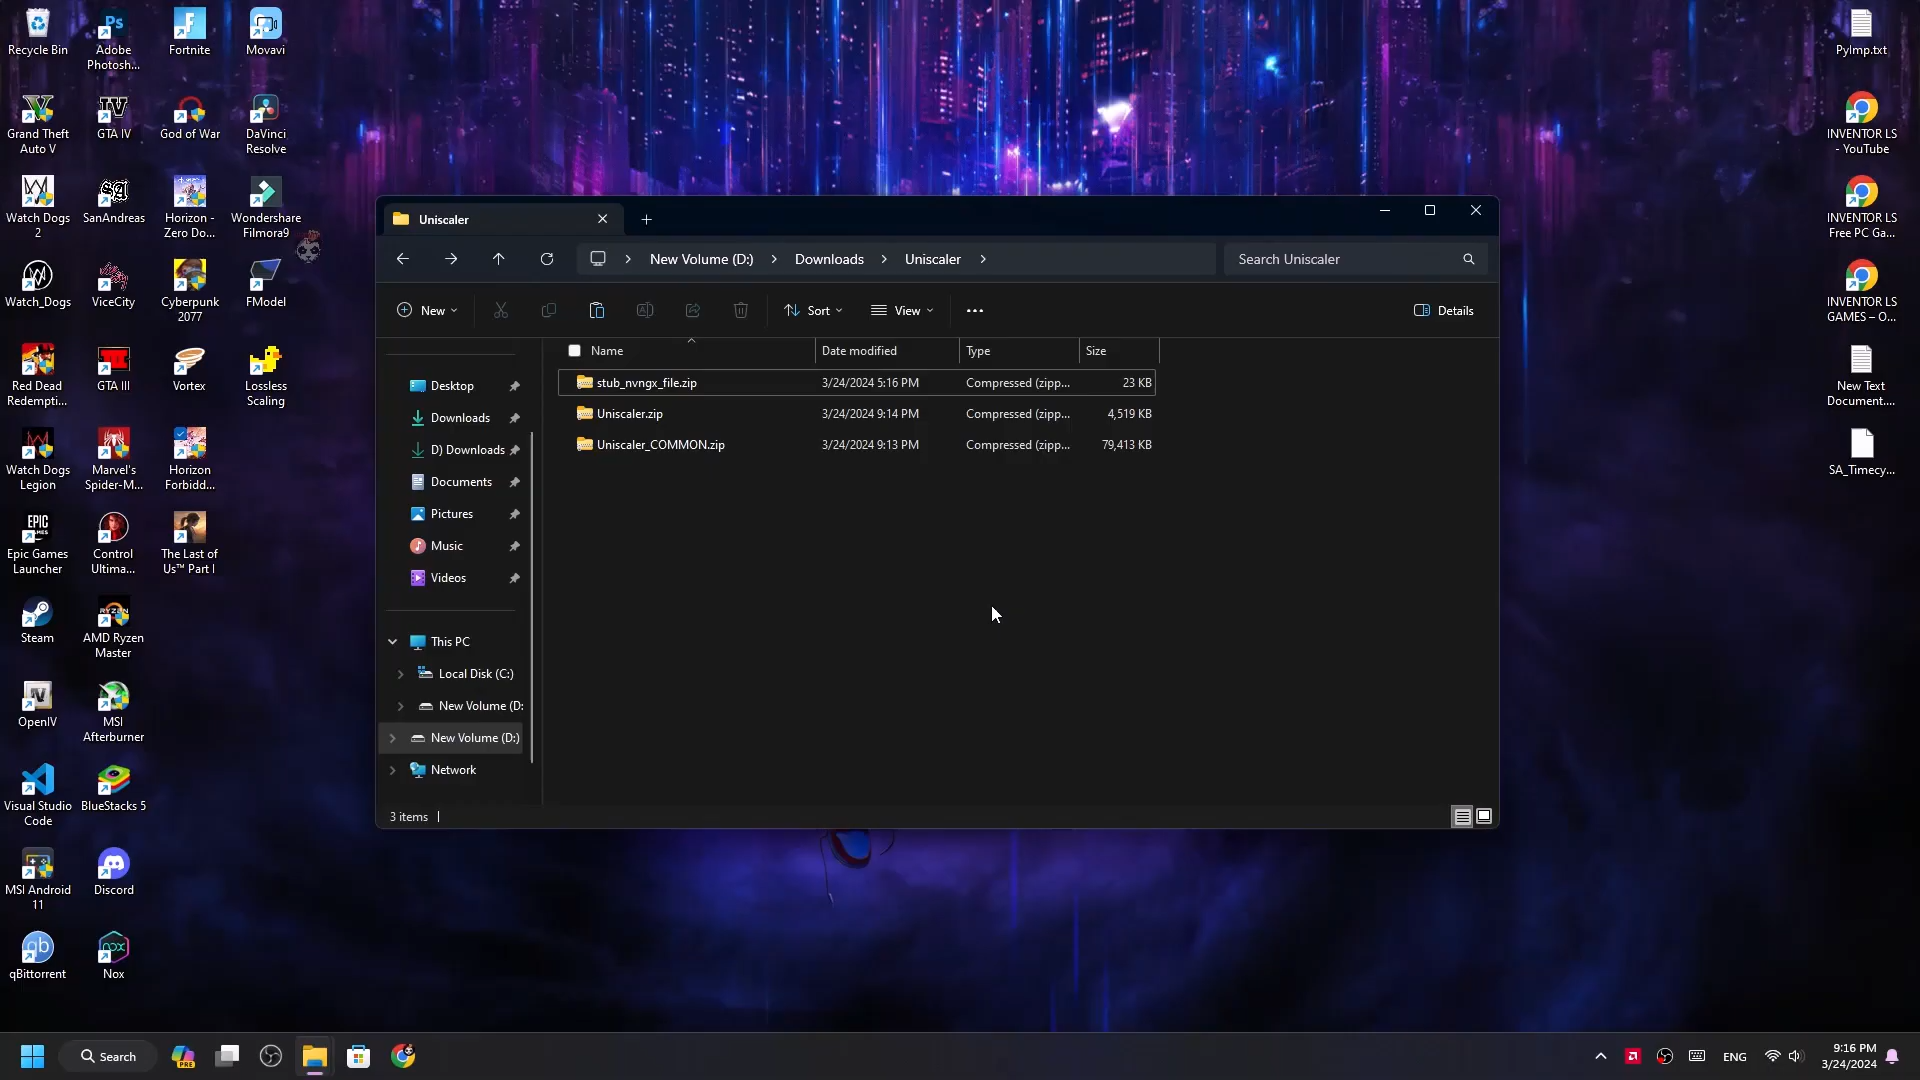 Recycle Bin
Adobe
Photosh...
Fortnite
Movavi
Grand Theft
Auto V
GTA IV
God of War
DaVinci
Resolve
Watch Dogs
2
SanAndreas
Horizon -
Zero Do...
Wondershare
Filmora9
Watch_Dogs
ViceCity
Cyberpunk
2077
FModel
Red Dead
Redempti...
GTA III
Vortex
Lossless
Scaling
Watch Dogs
Legion
Marvel's
Spider-M...
Horizon
Forbidd...
Epic Games
Launcher
Control
Ultima...
The Last of
Us™ Part I
Steam
AMD Ryzen
Master
OpenIV
MSI
Afterburner
Visual Studio
Code
BlueStacks 5
MSI Android
11
Discord
qBittorrent
Nox
Uniscaler
New Volume (D:)
Downloads
Uniscaler
Search Uniscaler
New
Sort
View
Details
Name
Date modified
Type
Size
stub_nvngx_file.zip
3/24/2024 5:16 PM
Compressed (zipp...
23 KB
Uniscaler.zip
3/24/2024 9:14 PM
Compressed (zipp...
4,519 KB
Uniscaler_COMMON.zip
3/24/2024 9:13 PM
Compressed (zipp...
79,413 KB
Desktop
Downloads
D) Downloads
Documents
Pictures
Music
Videos
This PC
Local Disk (C:)
New Volume (D:
New Volume (D:)
Network
3 items
PyImp.txt
INVENTOR LS
- YouTube
INVENTOR LS
Free PC Ga...
INVENTOR LS
GAMES – O...
New Text
Document....
SA_Timecy...
Search
ENG
9:16 PM
3/24/2024